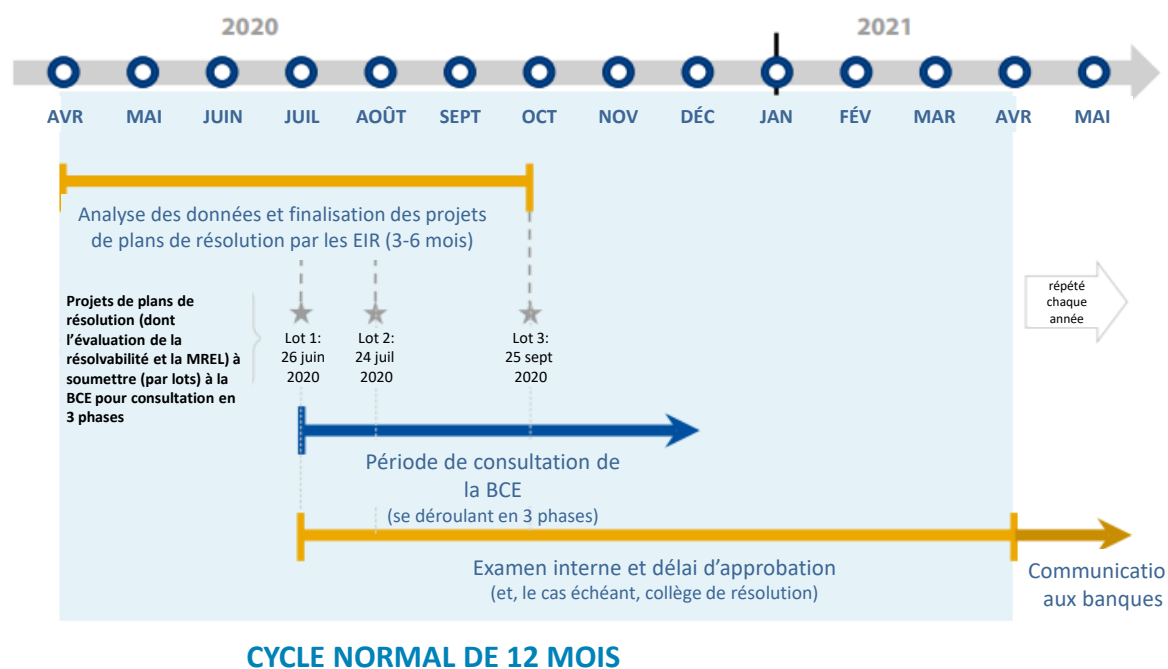 2020
2021
AVR MAI JUIN JUIL AOÛT SEPT OCT NOV DÉC JAN FÉV MAR AVR MAI
Analyse des données et finalisation des projets
de plans de résolution par les EIR (3-6 mois)
Projets de plans de
résolution (dont
l'évaluation de la
résolvabilité et la MREL) à
soumettre (par lots) à la
BCE pour consultation en
3 phases
Lot 1:
26 juin
2020
Lot 2:
24 juil
2020
Lot 3:
25 sept
2020
répété
chaque
année
Période de consultation de
la BCE
(se déroulant en 3 phases)
Examen interne et délai d'approbation
(et, le cas échéant, collège de résolution)
Communicatio
aux banques
CYCLE NORMAL DE 12 MOIS